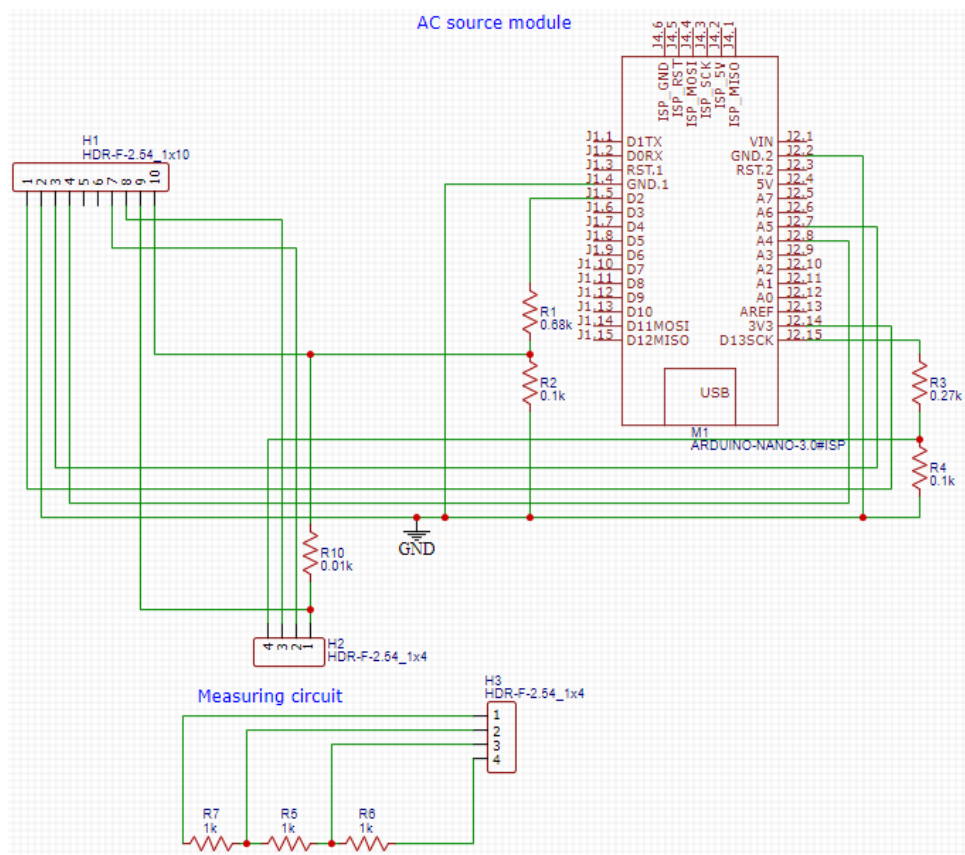 AC source module
J4.6
J4.5
J4.4
J4.3
J4.2
J4.1
ISP_GND
ISP_RST
ISP_MOSI
ISP_SCK
ISP_5V
ISP_MISO
H1
HDR-F-2.54_1x10
1 2 3 4 5 6 7 8 9 10
J1.1 D1TX VIN J2.1
J1.2 D0RX GND.2 J2.2
J1.3 RST.1 RST.2 J2.3
J1.4 GND.1 5V J2.4
J1.5 D2 A7 J2.5
J1.6 D3 A6 J2.6
J1.7 D4 A5 J2.7
J1.8 D5 A4 J2.8
J1.9 D6 A3 J2.9
J1.10 D7 A2 J2.10
J1.11 D8 A1 J2.11
J1.12 D9 A0 J2.12
J1.13 D10 AREF J2.13
J1.14 D11MOSI 3V3 J2.14
J1.15 D12MISO D13SCK J2.15
R1
0.68k
R2
0.1k
USB
R3
0.27k
M1
ARDUINO-NANO-3.0#ISP
R4
0.1k
GND
R10
0.01k
4 3 2 1
H2
HDR-F-2.54_1x4
Measuring circuit
H3
HDR-F-2.54_1x4
1
2
3
4
R7
1k
R5
1k
R6
1k